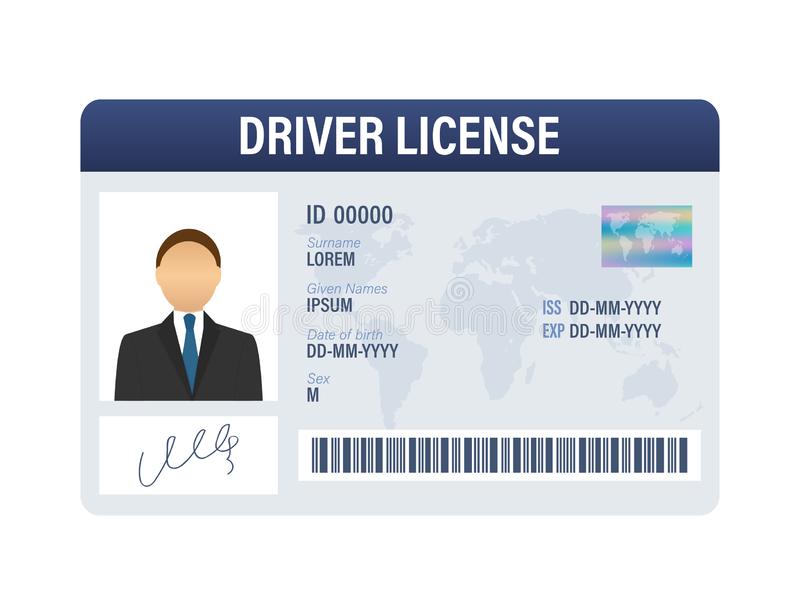 DRIVER LICENSE
ID 00000
Surname
LOREM
Given Names
IPSUM
Date of birth
DD-MM-YYYY
Sex
M
ISS DD-MM-YYYY
EXP DD-MM-YYYY
dreamstime